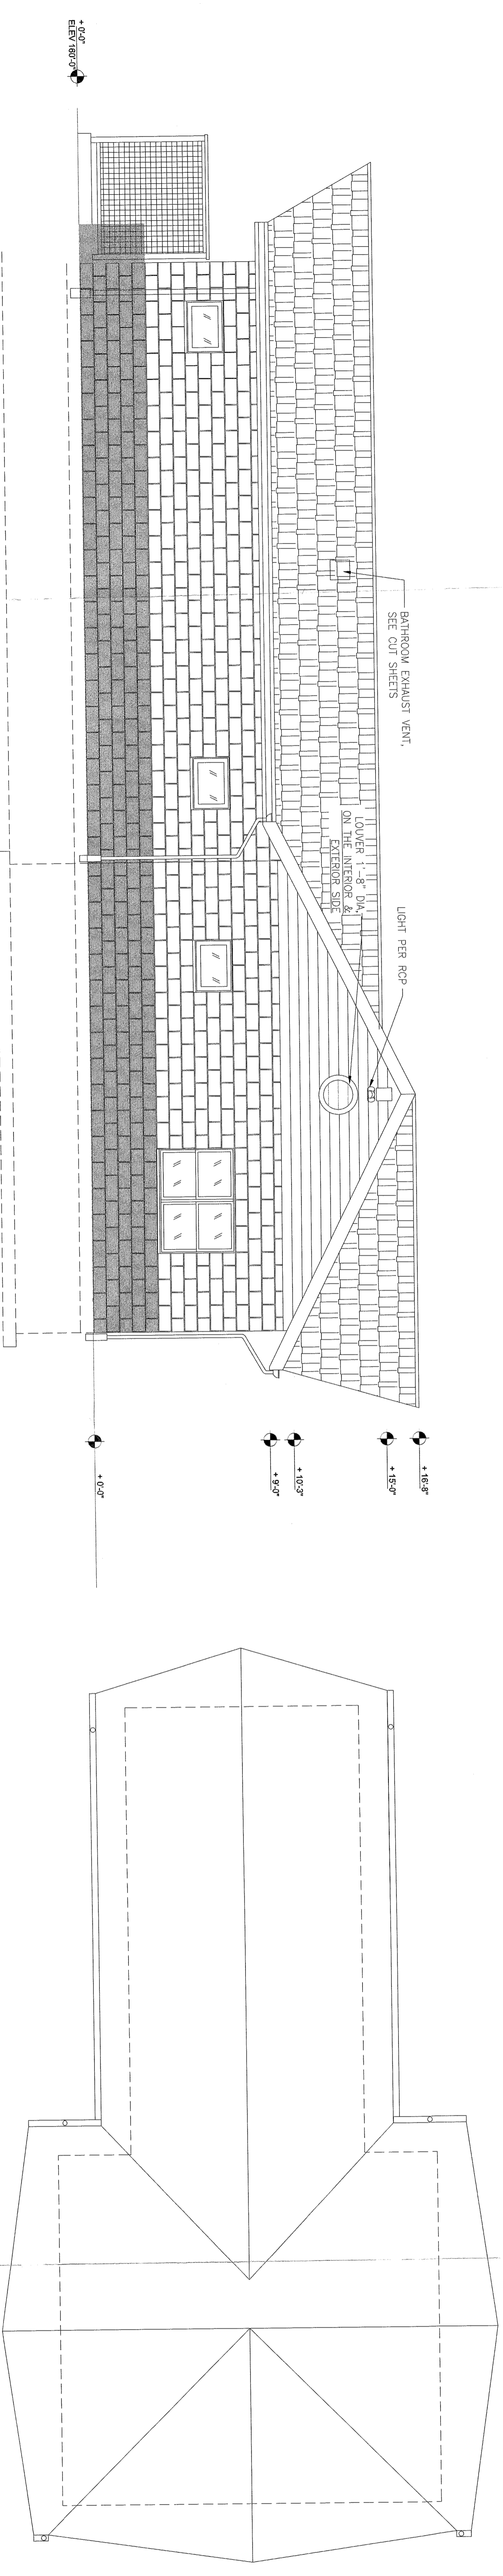 + 0'-0"
ELEV 160'-0"
BATHROOM EXHAUST VENT,
SEE CUT SHEETS
LOUVER 1'-8" DIA.
ON THE INTERIOR &
EXTERIOR SIDE
LIGHT PER RCP
+ 16'-8"
+ 15'-0"
+ 10'-3"
+ 9'-0"
+ 0'-0"